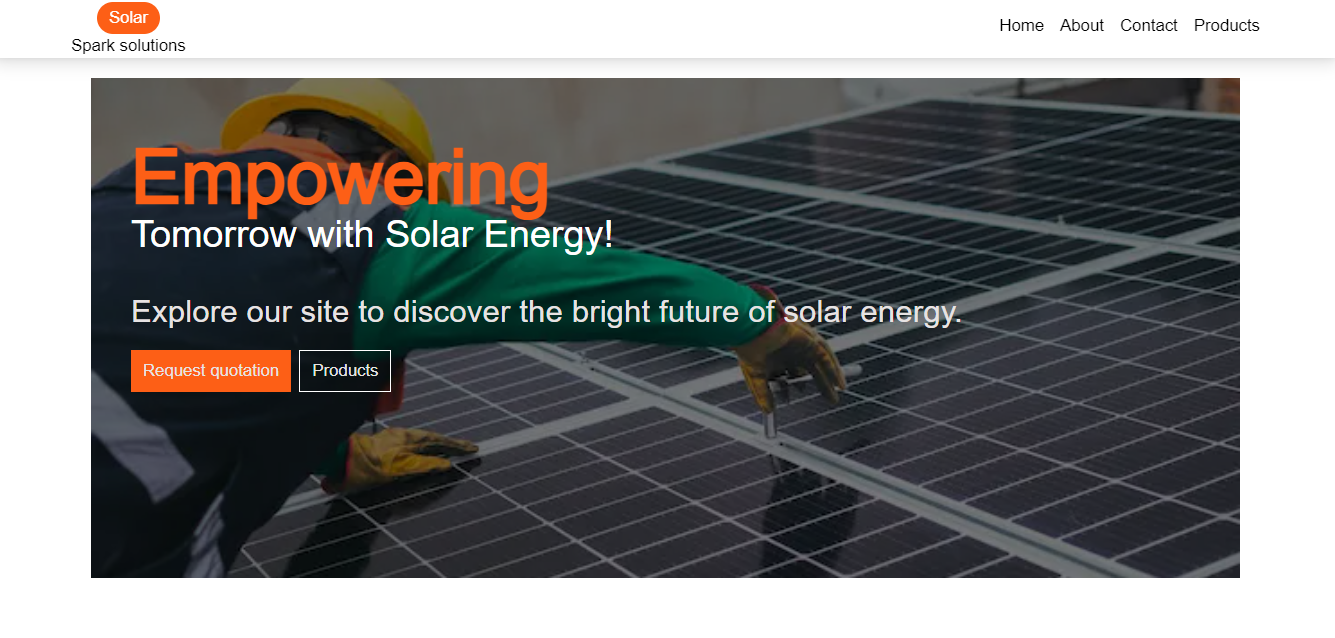 Solar
Spark solutions
Home About Contact Products
Empowering
Tomorrow with Solar Energy!
Explore our site to discover the bright future of solar energy.
Request quotation Products